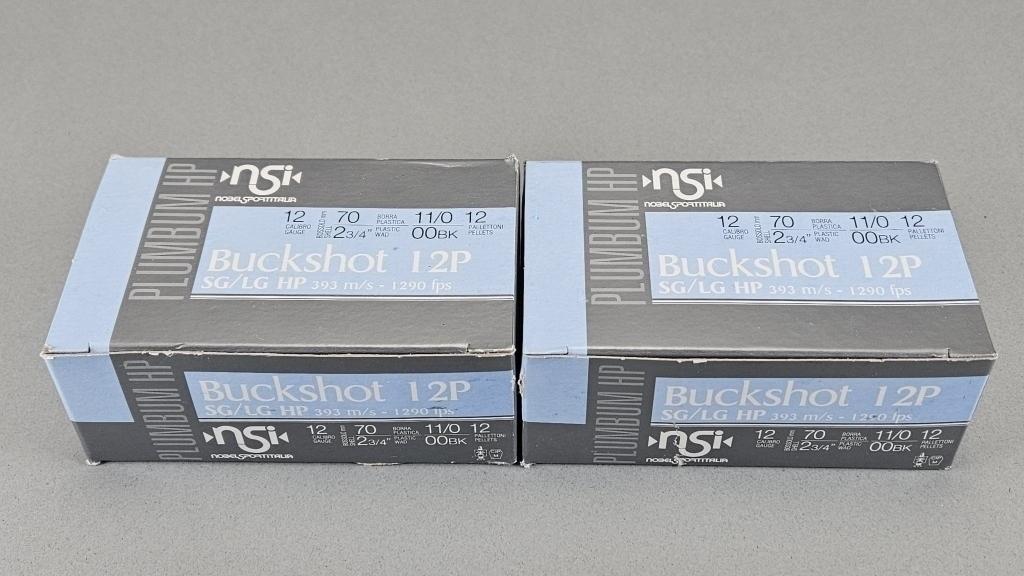 PLUMBUM HP
nsi
NOBELSPORTITALIA
12 CALIBRO GAUGE 70 BOSSOLO mm SHELL 2 3/4" BORRA PLASTICA PLASTIC WAD 11/0 00BK 12 PALLETTONI PELLETS
Buckshot 12P
SG/LG HP 393 m/s - 1290 fps
PLUMBUM HP
Buckshot 12P
SG/LG HP 393 m/s - 1290 fps
nsi
NOBELSPORTITALIA
12 CALIBRO GAUGE 70 BOSSOLO mm SHELL 2 3/4" BORRA PLASTICA PLASTIC WAD 11/0 00BK 12 PALLETTONI PELLETS
PLUMBUM HP
nsi
NOBELSPORTITALIA
12 CALIBRO GAUGE 70 BOSSOLO mm SHELL 2 3/4" BORRA PLASTICA PLASTIC WAD 11/0 00BK 12 PALLETTONI PELLETS
Buckshot 12P
SG/LG HP 393 m/s - 1290 fps
PLUMBUM HP
Buckshot 12P
SG/LG HP 393 m/s - 1290 fps
nsi
NOBELSPORTITALIA
12 CALIBRO GAUGE 70 BOSSOLO mm SHELL 2 3/4" BORRA PLASTICA PLASTIC WAD 11/0 00BK 12 PALLETTONI PELLETS